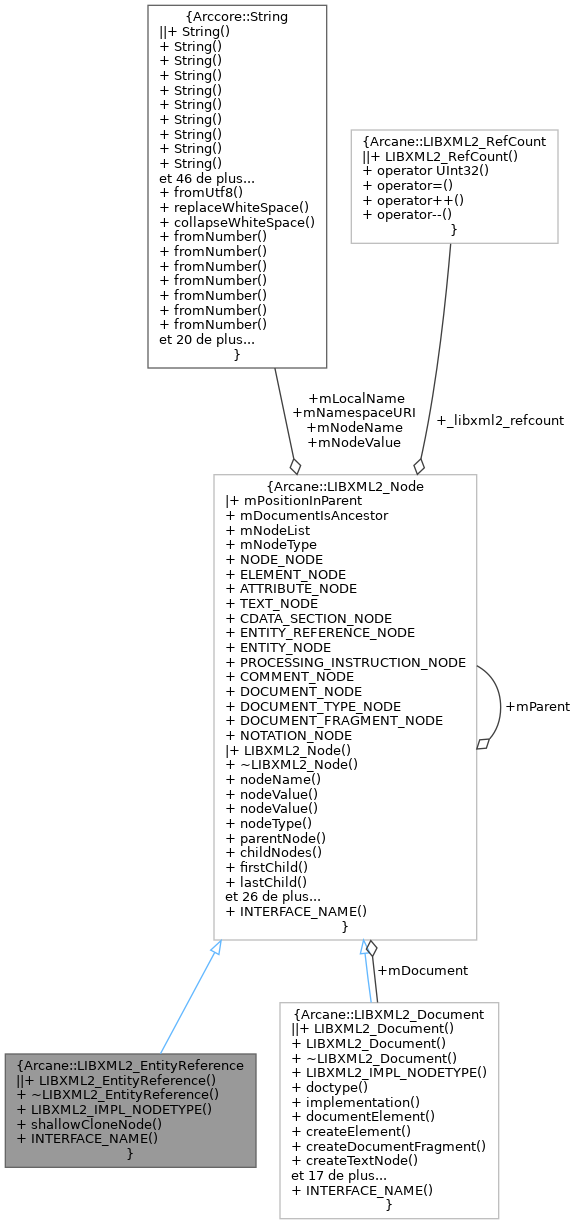 {Arccore::String
||+ String()
+ String()
+ String()
+ String()
+ String()
+ String()
+ String()
+ String()
+ String()
+ String()
et 46 de plus...
+ fromUtf8()
+ replaceWhiteSpace()
+ collapseWhiteSpace()
+ fromNumber()
+ fromNumber()
+ fromNumber()
+ fromNumber()
+ fromNumber()
+ fromNumber()
+ fromNumber()
et 20 de plus...
}
{Arcane::LIBXML2_RefCount
||+ LIBXML2_RefCount()
+ operator UInt32()
+ operator=()
+ operator++()
+ operator--()
}
+mLocalName
+mNamespaceURI
+mNodeName
+mNodeValue
+_libxml2_refcount
{Arcane::LIBXML2_Node
|+ mPositionInParent
+ mDocumentIsAncestor
+ mNodeList
+ mNodeType
+ NODE_NODE
+ ELEMENT_NODE
+ ATTRIBUTE_NODE
+ TEXT_NODE
+ CDATA_SECTION_NODE
+ ENTITY_REFERENCE_NODE
+ ENTITY_NODE
+ PROCESSING_INSTRUCTION_NODE
+ COMMENT_NODE
+ DOCUMENT_NODE
+ DOCUMENT_TYPE_NODE
+ DOCUMENT_FRAGMENT_NODE
+ NOTATION_NODE
|+ LIBXML2_Node()
+ ~LIBXML2_Node()
+ nodeName()
+ nodeValue()
+ nodeValue()
+ nodeType()
+ parentNode()
+ childNodes()
+ firstChild()
+ lastChild()
et 26 de plus...
+ INTERFACE_NAME()
}
+mParent
+mDocument
{Arcane::LIBXML2_EntityReference
||+ LIBXML2_EntityReference()
+ ~LIBXML2_EntityReference()
+ LIBXML2_IMPL_NODETYPE()
+ shallowCloneNode()
+ INTERFACE_NAME()
}
{Arcane::LIBXML2_Document
||+ LIBXML2_Document()
+ LIBXML2_Document()
+ ~LIBXML2_Document()
+ LIBXML2_IMPL_NODETYPE()
+ doctype()
+ implementation()
+ documentElement()
+ createElement()
+ createDocumentFragment()
+ createTextNode()
et 17 de plus...
+ INTERFACE_NAME()
}